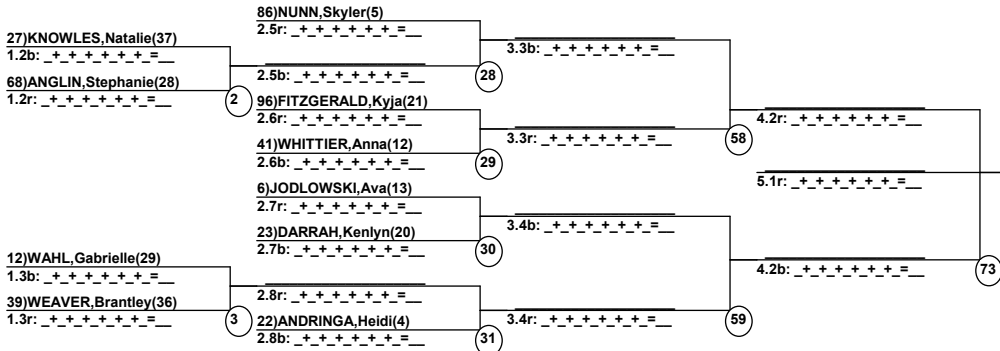 86)NUNN,Skyler(5)
2.5r: _+_+_+_+_+_=__
27)KNOWLES,Natalie(37)
1.2b: _+_+_+_+_+_=__
3.3b: _+_+_+_+_+_=__
2.5b: _+_+_+_+_+_=__
28
68)ANGLIN,Stephanie(28)
1.2r: _+_+_+_+_+_=__
2
96)FITZGERALD,Kyja(21)
2.6r: _+_+_+_+_+_=__
4.2r: _+_+_+_+_+_=__
3.3r: _+_+_+_+_+_=__
58
41)WHITTIER,Anna(12)
2.6b: _+_+_+_+_+_=__
29
5.1r: _+_+_+_+_+_=__
6)JODLOWSKI,Ava(13)
2.7r: _+_+_+_+_+_=__
3.4b: _+_+_+_+_+_=__
23)DARRAH,Kenlyn(20)
2.7b: _+_+_+_+_+_=__
30
12)WAHL,Gabrielle(29)
1.3b: _+_+_+_+_+_=__
4.2b: _+_+_+_+_+_=__
73
2.8r: _+_+_+_+_+_=__
39)WEAVER,Brantley(36)
1.3r: _+_+_+_+_+_=__
3
3.4r: _+_+_+_+_+_=__
59
22)ANDRINGA,Heidi(4)
2.8b: _+_+_+_+_+_=__
31